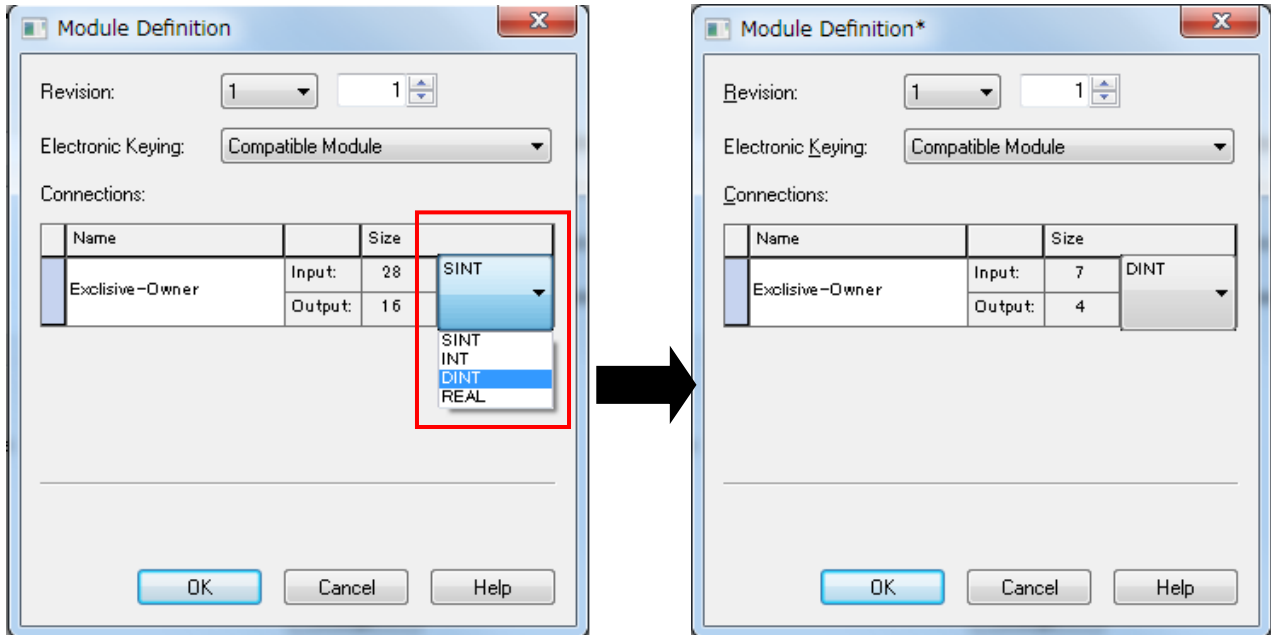 Module Definition
Revision: 1 1
Electronic Keying: Compatible Module
Connections:
Name Size
Exclisive-Owner
Input: 28 SINT
Output: 16
SINT
INT
DINT
REAL
OK Cancel Help
Module Definition*
Revision: 1 1
Electronic Keying: Compatible Module
Connections:
Name Size
Exclisive-Owner
Input: 7 DINT
Output: 4
OK Cancel Help